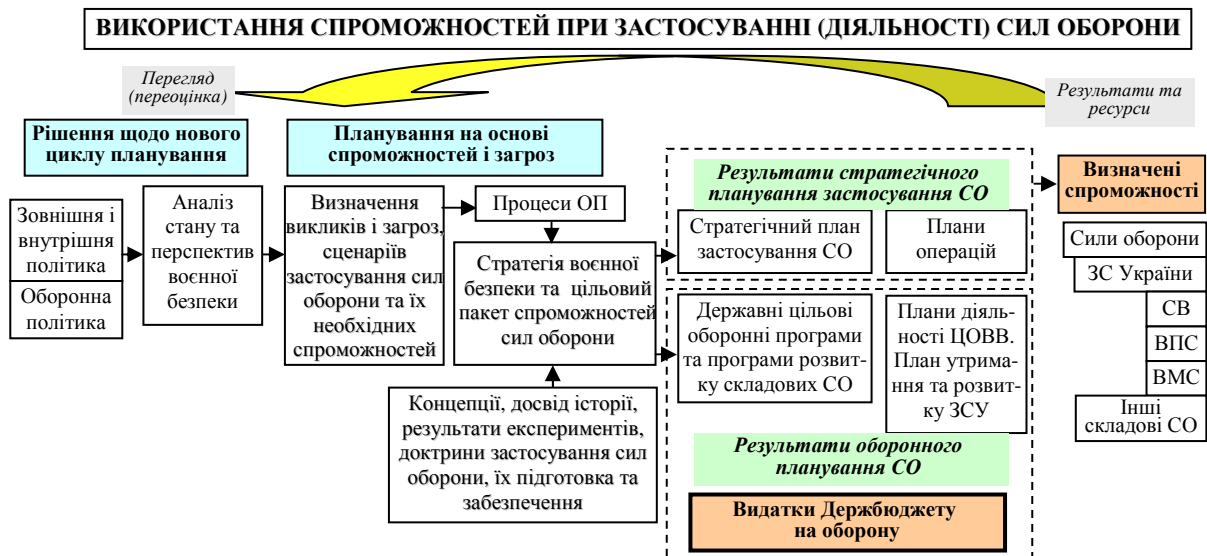 ВИКОРИСТАННЯ СПРОМОЖНОСТЕЙ ПРИ ЗАСТОСУВАННІ (ДІЯЛЬНОСТІ) СИЛ ОБОРОНИ
Перегляд
(переоцінка)
Результати та
ресурси
Рішення щодо нового
циклу планування
Планування на основі
спроможностей і загроз
Зовнішня і
внутрішня
політика
Оборонна
політика
Аналіз
стану та
перспектив
воєнної
безпеки
Визначення
викликів і загроз,
сценаріїв
застосування сил
оборони та їх
необхідних
спроможностей
Процеси ОП
Стратегія воєнної
безпеки та цільовий
пакет спроможностей
сил оборони
Концепції, досвід історії,
результати експериментів,
доктрини застосування сил
оборони, їх підготовка та
забезпечення
Результати стратегічного
планування застосування СО
Стратегічний план
застосування СО
Плани
операцій
Державні цільові
оборонні програми
та програми розвит-
ку складових СО
Плани діяль-
ності ЦОВВ.
План утрима-
ння та розвит-
ку ЗСУ
Результати оборонного
планування СО
Видатки Держбюджету
на оборону
Визначені
спроможності
Сили оборони
ЗС України
СВ
ВПС
ВМС
Інші
складові СО